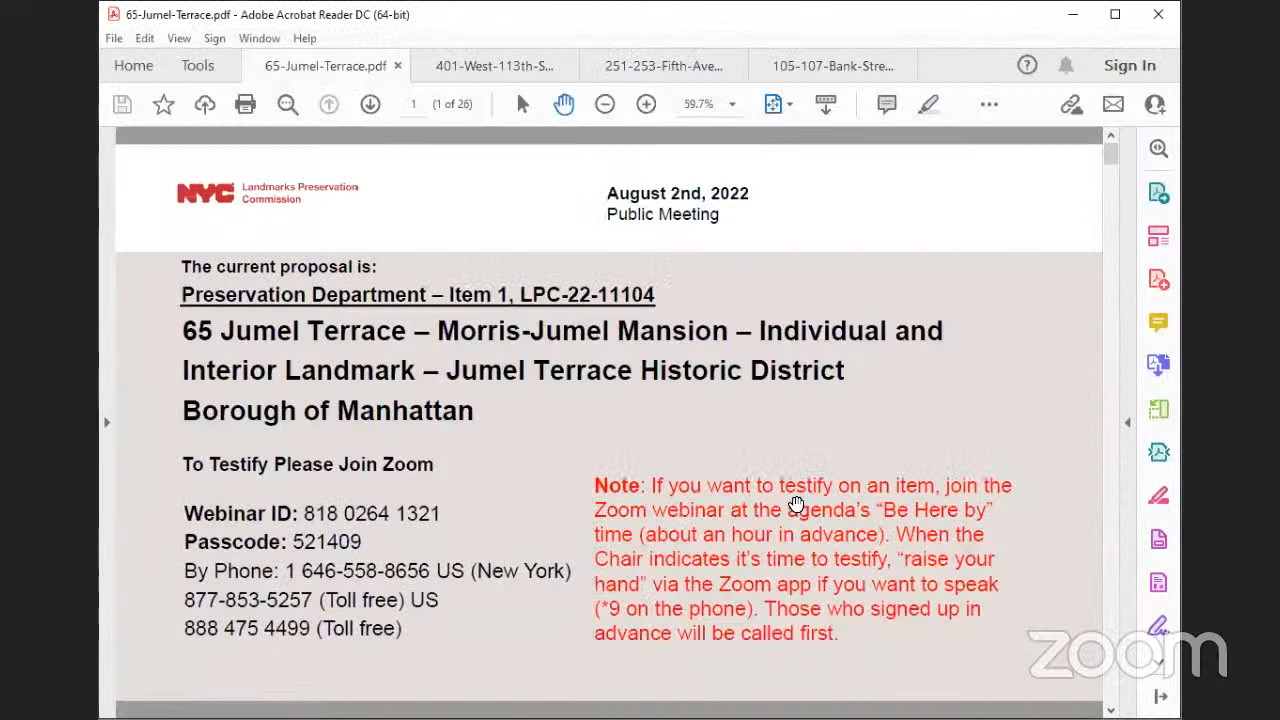 65-Jumel-Terrace.pdf - Adobe Acrobat Reader DC (64-bit)
File Edit View Sign Window Help
Home Tools 65-Jumel-Terrace.pdf × 401-West-113th-S... 251-253-Fifth-Ave... 105-107-Bank-Stre... Sign In
1 (1 of 26) 59.7%
NYC Landmarks Preservation
Commission
August 2nd, 2022
Public Meeting
The current proposal is:
Preservation Department – Item 1, LPC-22-11104
65 Jumel Terrace – Morris-Jumel Mansion – Individual and
Interior Landmark – Jumel Terrace Historic District
Borough of Manhattan
To Testify Please Join Zoom
Webinar ID: 818 0264 1321
Passcode: 521409
By Phone: 1 646-558-8656 US (New York)
877-853-5257 (Toll free) US
888 475 4499 (Toll free)
Note: If you want to testify on an item, join the
Zoom webinar at the agenda’s “Be Here by”
time (about an hour in advance). When the
Chair indicates it’s time to testify, “raise your
hand” via the Zoom app if you want to speak
(*9 on the phone). Those who signed up in
advance will be called first.
zoom